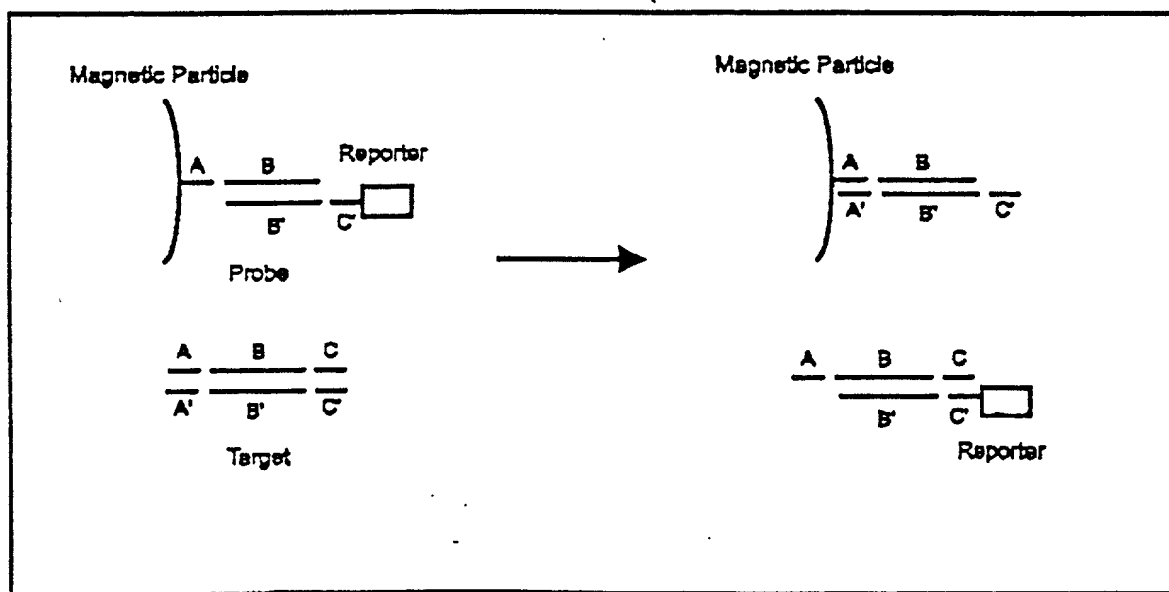 Magnetic Particle
A B Reporter
B' C'
Probe
A B C
A' B' C'
Target
Magnetic Particle
A B
A' B' C'
A B C
B' C'
Reporter